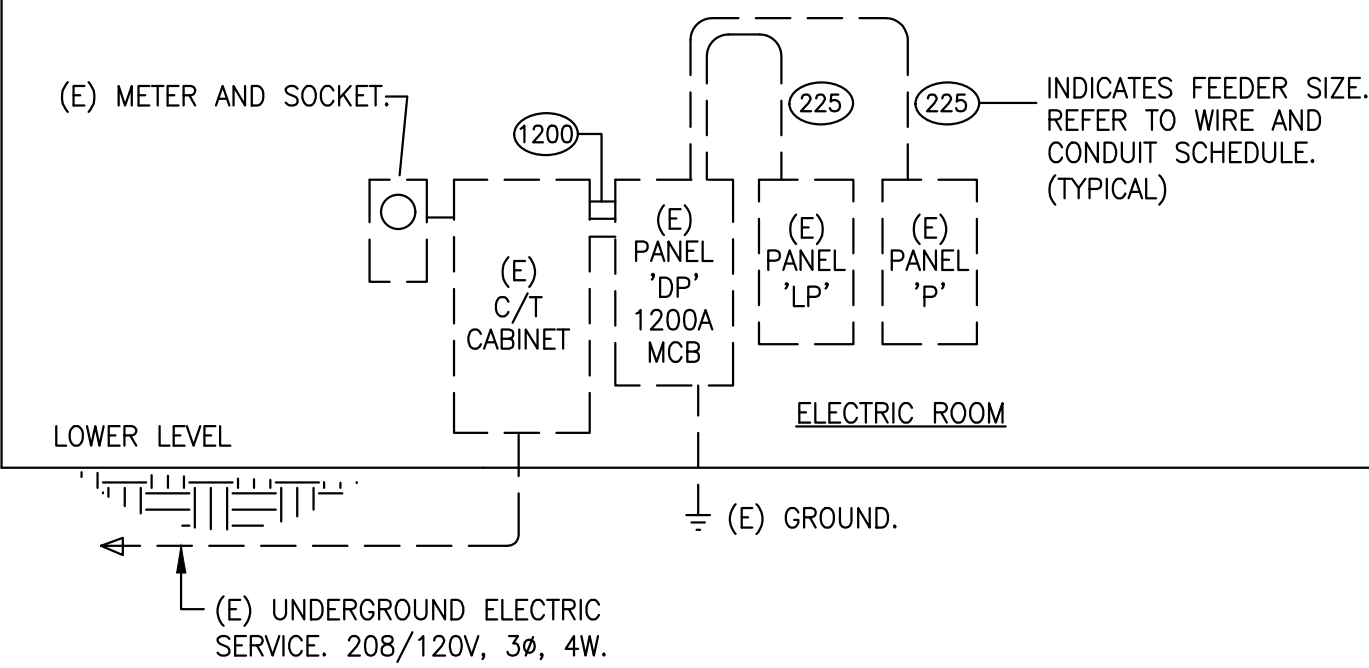 (E) METER AND SOCKET.
1200
225
225
INDICATES FEEDER SIZE.
REFER TO WIRE AND
CONDUIT SCHEDULE.
(TYPICAL)
(E)
C/T
CABINET
(E)
PANEL
'DP'
1200A
MCB
(E)
PANEL
'LP'
(E)
PANEL
'P'
ELECTRIC ROOM
LOWER LEVEL
(E) GROUND.
(E) UNDERGROUND ELECTRIC
SERVICE. 208/120V, 3ø, 4W.